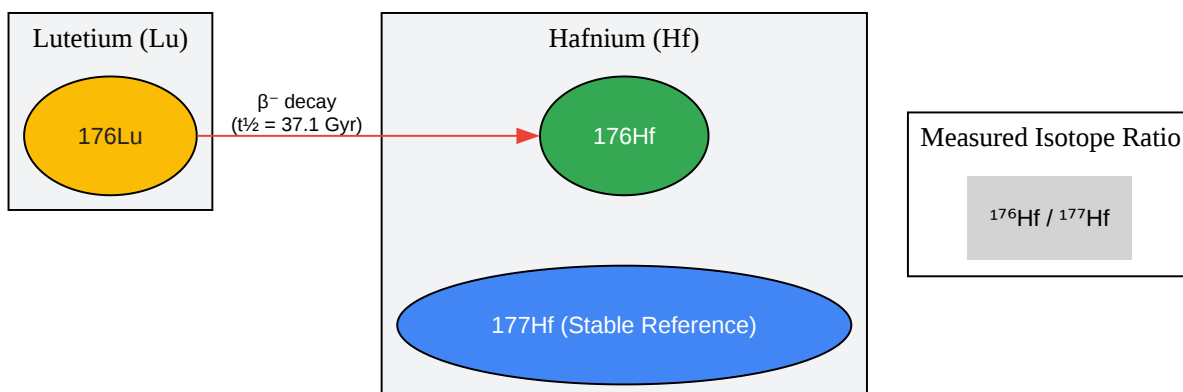 Lutetium (Lu)
176Lu
β⁻ decay
(t½ = 37.1 Gyr)
Hafnium (Hf)
176Hf
177Hf (Stable Reference)
Measured Isotope Ratio
¹⁷⁶Hf / ¹⁷⁷Hf